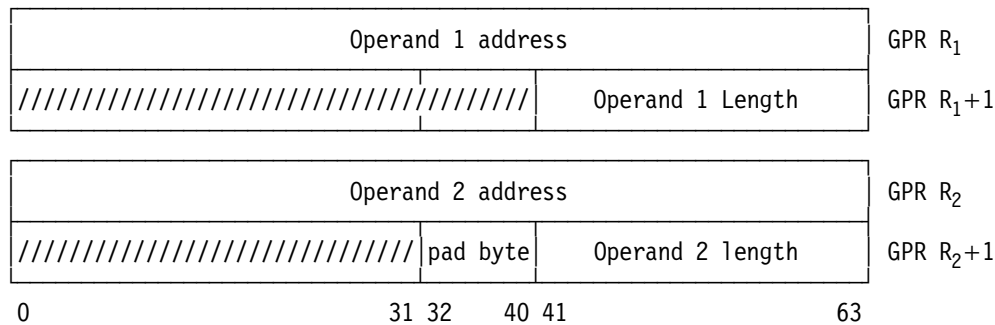 Operand 1 address GPR R1
//////////////////////////////////////// Operand 1 Length GPR R1+1
Operand 2 address GPR R2
/////////////////////////////// pad byte Operand 2 length GPR R2+1
0 31 32 40 41 63